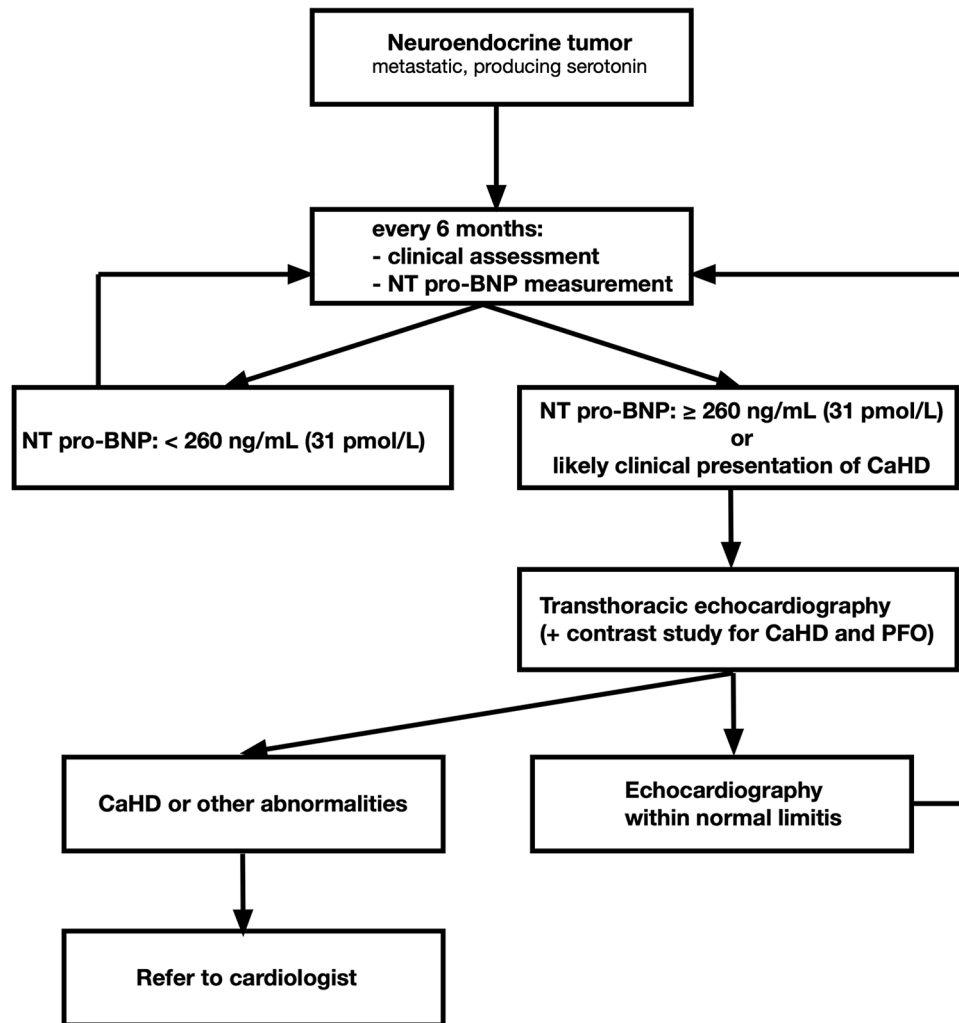 Neuroendocrine tumor
metastatic, producing serotonin
every 6 months:
- clinical assessment
- NT pro-BNP measurement
NT pro-BNP: < 260 ng/mL (31 pmol/L)
NT pro-BNP: ≥ 260 ng/mL (31 pmol/L)
or
likely clinical presentation of CaHD
Transthoracic echocardiography
(+ contrast study for CaHD and PFO)
CaHD or other abnormalities
Echocardiography
within normal limitis
Refer to cardiologist